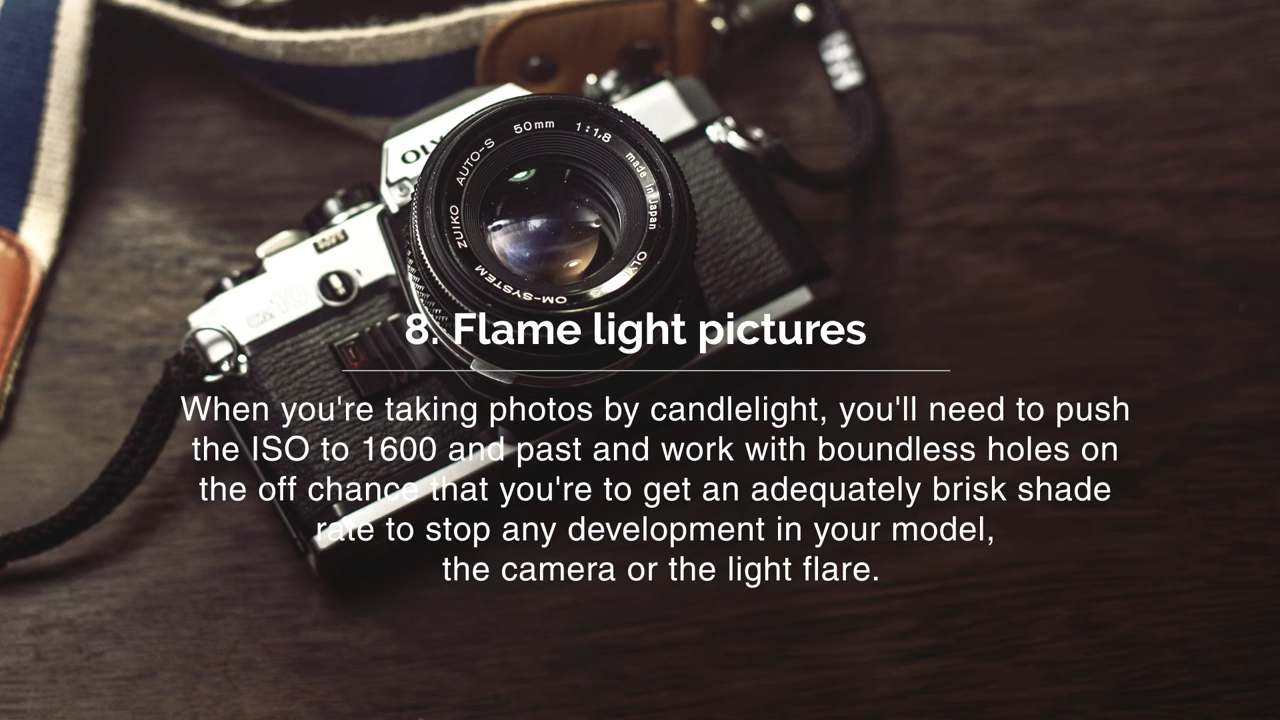 50mm 1:1,8
ZUIKO AUTO-S
made in Japan
OM-SYSTEM
8. Flame light pictures
When you're taking photos by candlelight, you'll need to push
the ISO to 1600 and past and work with boundless holes on
the off chance that you're to get an adequately brisk shade
rate to stop any development in your model,
the camera or the light flare.